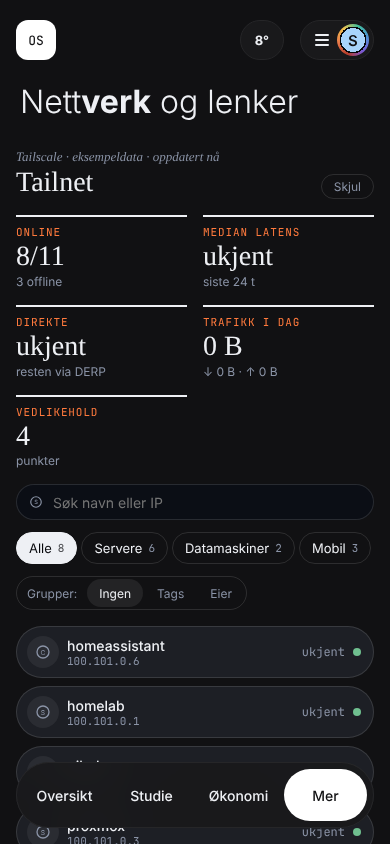 OS
8°
S
Nettverk og lenker
Tailscale · eksempeldata · oppdatert nå
Tailnet
Skjul
ONLINE
8/11
3 offline
MEDIAN LATENS
ukjent
siste 24 t
DIREKTE
ukjent
resten via DERP
TRAFIKK I DAG
0 B
↓ 0 B · ↑ 0 B
VEDLIKEHOLD
4
punkter
Søk navn eller IP
Alle 8
Servere 6
Datamaskiner 2
Mobil 3
Grupper: Ingen Tags Eier
homeassistant
100.101.0.6
ukjent
homelab
100.101.0.1
ukjent
Oversikt Studie Økonomi Mer
proxmox
100.101.0.3
ukjent